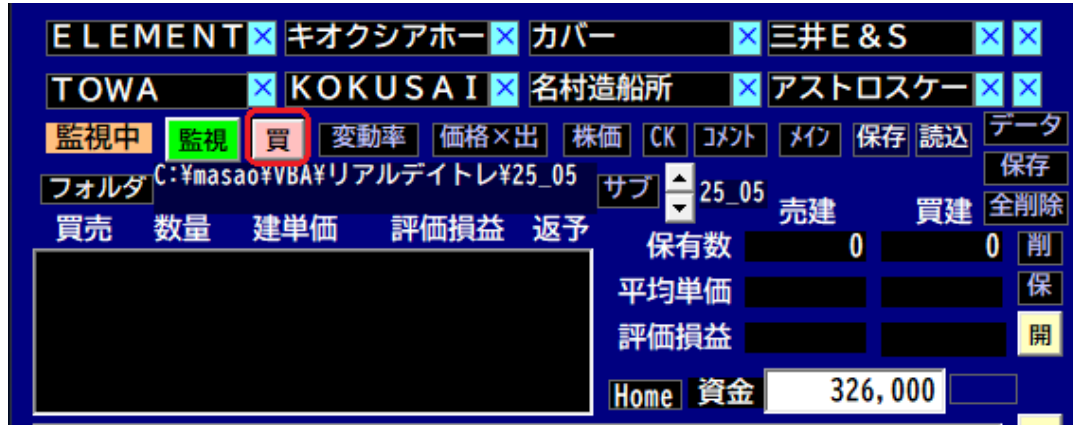 ＥＬＥＭＥＮＴ × キオクシアホー × カバー × 三井Ｅ＆Ｓ × ×
ＴＯＷＡ × ＫＯＫＵＳＡＩ × 名村造船所 × アストロスケー × ×
監視中 監視 買 変動率 価格×出 株価 CK ｺﾒﾝﾄ ﾒｲﾝ 保存 読込 データ
フォルダ C:¥masao¥VBA¥リアルデイトレ¥25_05 サブ 25_05 保存
買売 数量 建単価 評価損益 返予 売建 買建 全削除
保有数 0 0 削
平均単価 保
評価損益 開
Home 資金 326,000